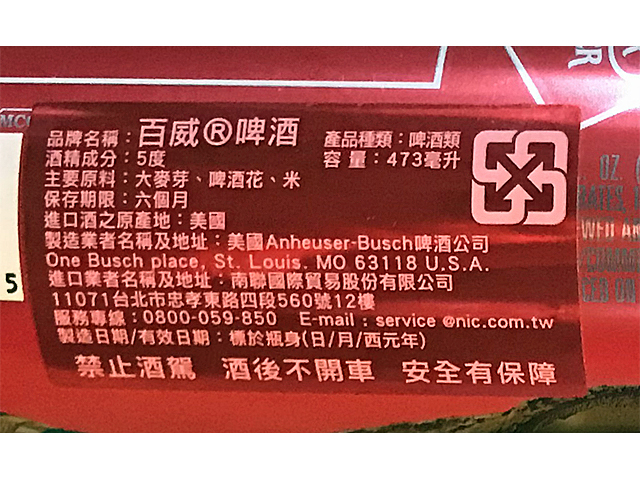 品牌名稱：百威®啤酒
產品種類：啤酒類
酒精成分：5度
容量：473毫升
主要原料：大麥芽、啤酒花、米
保存期限：六個月
進口酒之原產地：美國
製造業者名稱及地址：美國Anheuser-Busch啤酒公司
One Busch place, St. Louis. MO 63118 U.S.A.
進口業者名稱及地址：南聯國際貿易股份有限公司
11071台北市忠孝東路四段560號12樓
服務專線：0800-059-850 E-mail : service @nic.com.tw
製造日期/有效日期：標於瓶身(日/月/西元年)
禁止酒駕 酒後不開車 安全有保障
5
OZ.